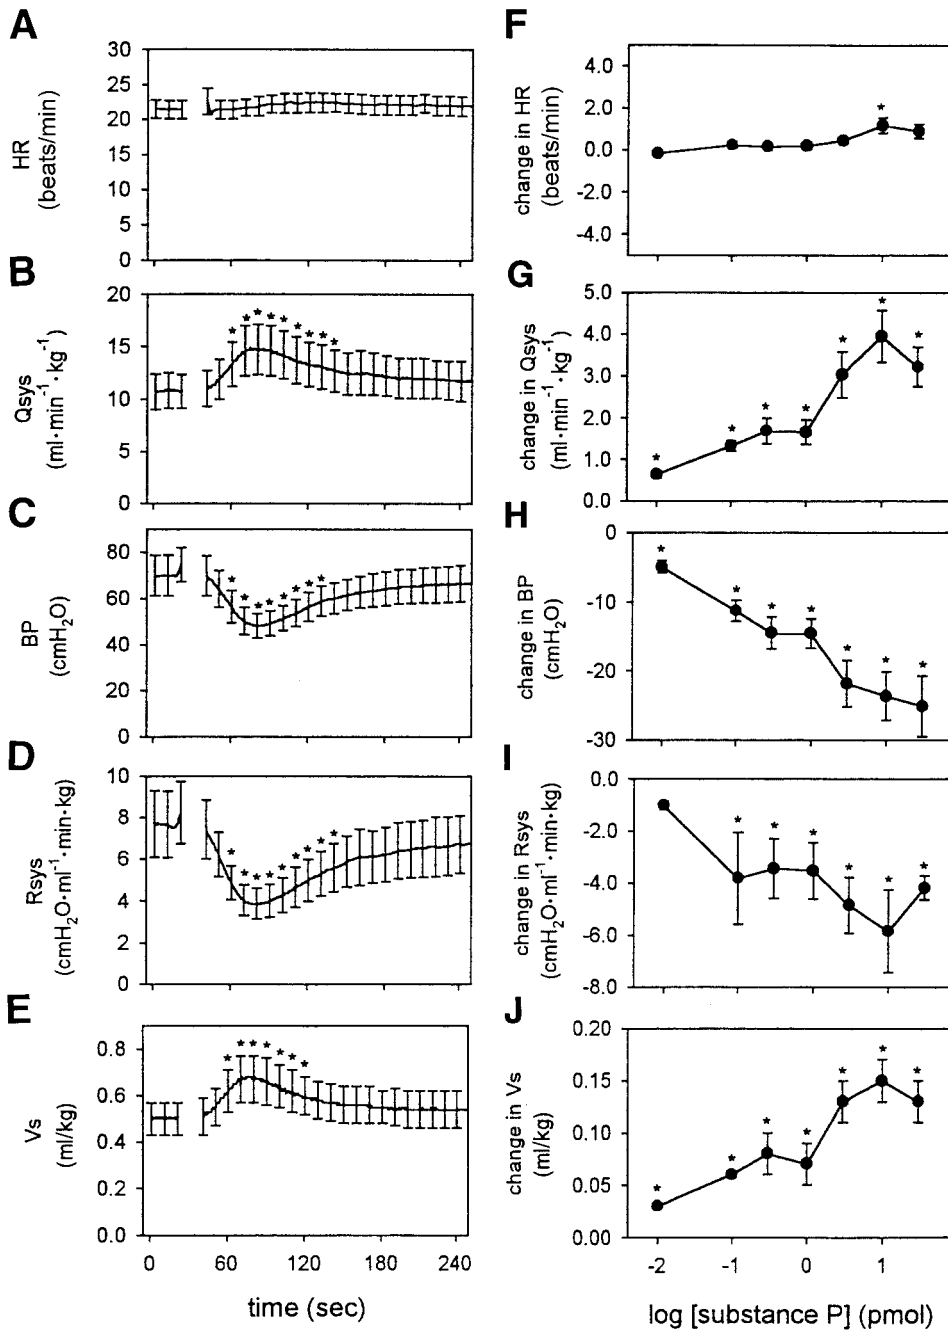 A
30
25
20
15
10
5
0
HR
(beats/min)
B
20
15
10
5
0
Qsys
(ml·min⁻¹·kg⁻¹)
* * * * * * * * *
C
80
60
40
20
0
BP
(cmH₂O)
* * * * * * * *
D
10
8
6
4
2
0
Rsys
(cmH₂O·ml⁻¹·min·kg)
* * * * * * * * *
E
0.8
0.6
0.4
0.2
0.0
Vs
(ml/kg)
* * * * * * *
0 60 120 180 240
time (sec)
F
4.0
2.0
0.0
-2.0
-4.0
change in HR
(beats/min)
*
G
5.0
4.0
3.0
2.0
1.0
0.0
change in Qsys
(ml·min⁻¹·kg⁻¹)
* * * * * * *
H
0
-10
-20
-30
change in BP
(cmH₂O)
* * * * * * *
I
0.0
-2.0
-4.0
-6.0
-8.0
change in Rsys
(cmH₂O·ml⁻¹·min·kg)
* * * * * *
J
0.20
0.15
0.10
0.05
0.00
change in Vs
(ml/kg)
* * * * * * *
-2 -1 0 1
log [substance P] (pmol)